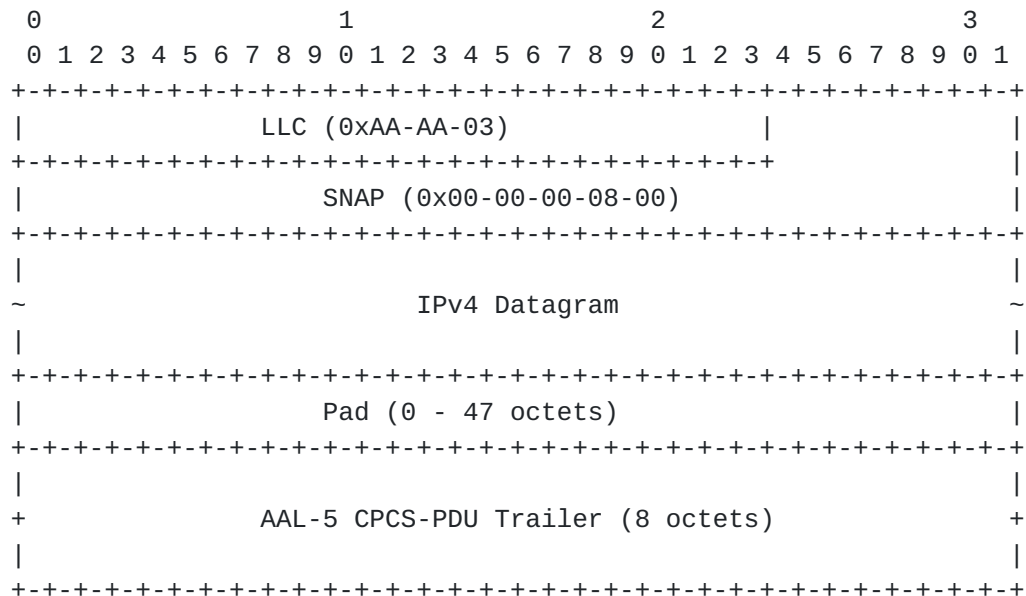 0                   1                   2                   3
 0 1 2 3 4 5 6 7 8 9 0 1 2 3 4 5 6 7 8 9 0 1 2 3 4 5 6 7 8 9 0 1
+-+-+-+-+-+-+-+-+-+-+-+-+-+-+-+-+-+-+-+-+-+-+-+-+-+-+-+-+-+-+-+-+
|               LLC (0xAA-AA-03)                |               |
+-+-+-+-+-+-+-+-+-+-+-+-+-+-+-+-+-+-+-+-+-+-+-+-+               |
|                   SNAP (0x00-00-00-08-00)                     |
+-+-+-+-+-+-+-+-+-+-+-+-+-+-+-+-+-+-+-+-+-+-+-+-+-+-+-+-+-+-+-+-+
|                                                               |
~                         IPv4 Datagram                         ~
|                                                               |
+-+-+-+-+-+-+-+-+-+-+-+-+-+-+-+-+-+-+-+-+-+-+-+-+-+-+-+-+-+-+-+-+
|                   Pad (0 - 47 octets)                         |
+-+-+-+-+-+-+-+-+-+-+-+-+-+-+-+-+-+-+-+-+-+-+-+-+-+-+-+-+-+-+-+-+
|                                                               |
+               AAL-5 CPCS-PDU Trailer (8 octets)               +
|                                                               |
+-+-+-+-+-+-+-+-+-+-+-+-+-+-+-+-+-+-+-+-+-+-+-+-+-+-+-+-+-+-+-+-+